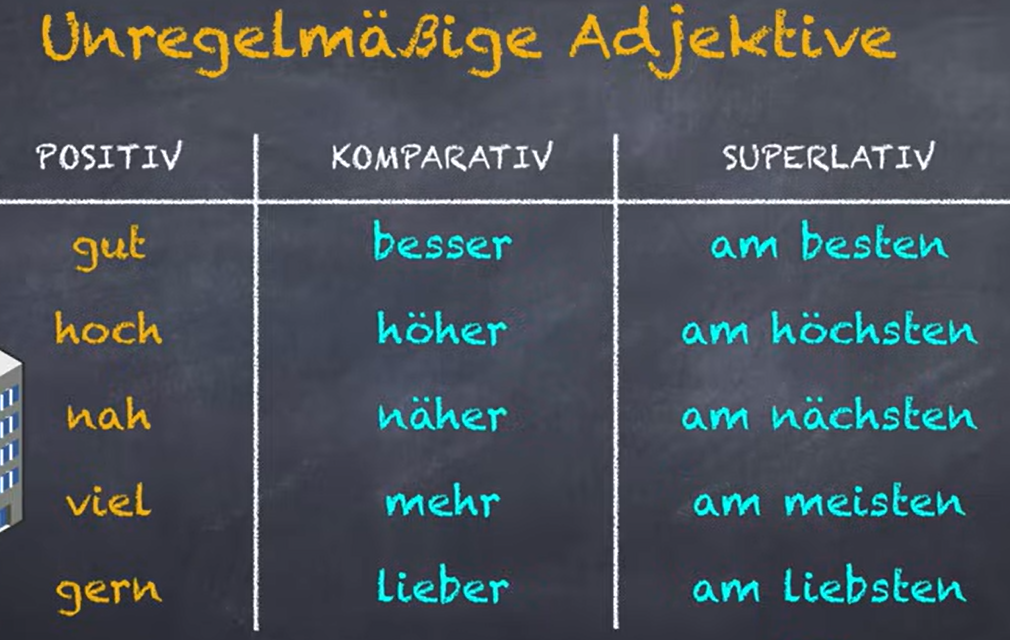 Unregelmäßige Adjektive
POSITIV KOMPARATIV SUPERLATIV
gut besser am besten
hoch höher am höchsten
nah näher am nächsten
viel mehr am meisten
gern lieber am liebsten